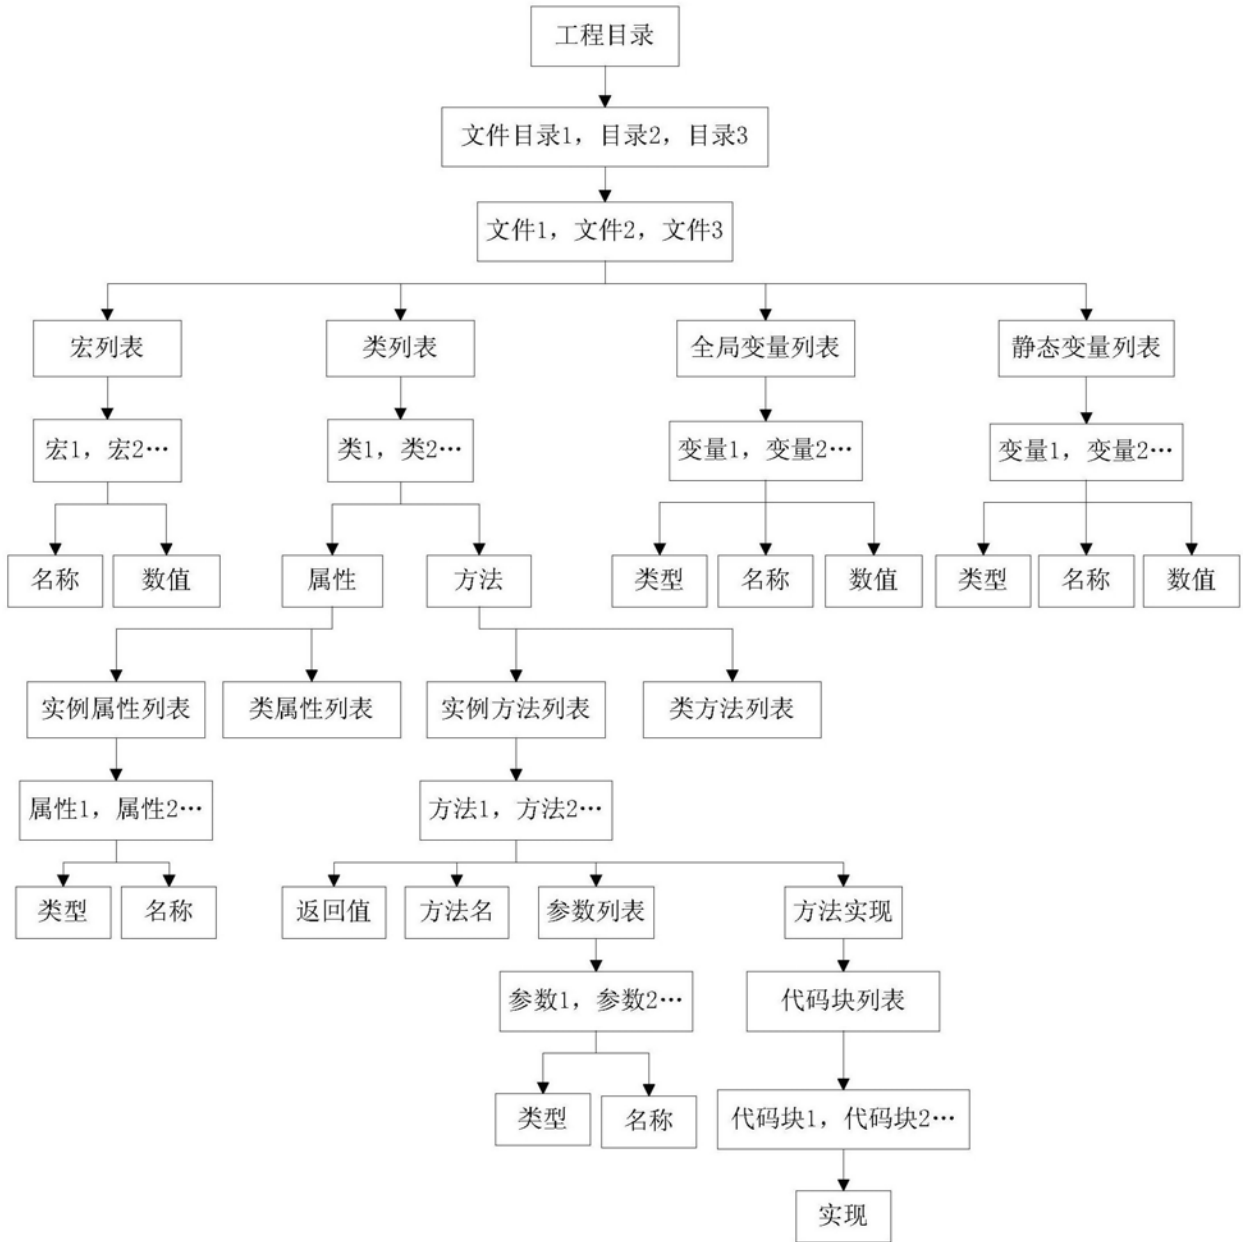 工程目录
文件目录1，目录2，目录3
文件1，文件2，文件3
宏列表
类列表
全局变量列表
静态变量列表
宏1，宏2…
类1，类2…
变量1，变量2…
变量1，变量2…
名称
数值
属性
方法
类型
名称
数值
类型
名称
数值
实例属性列表
类属性列表
实例方法列表
类方法列表
属性1，属性2…
方法1，方法2…
类型
名称
返回值
方法名
参数列表
方法实现
参数1，参数2…
代码块列表
类型
名称
代码块1，代码块2…
实现